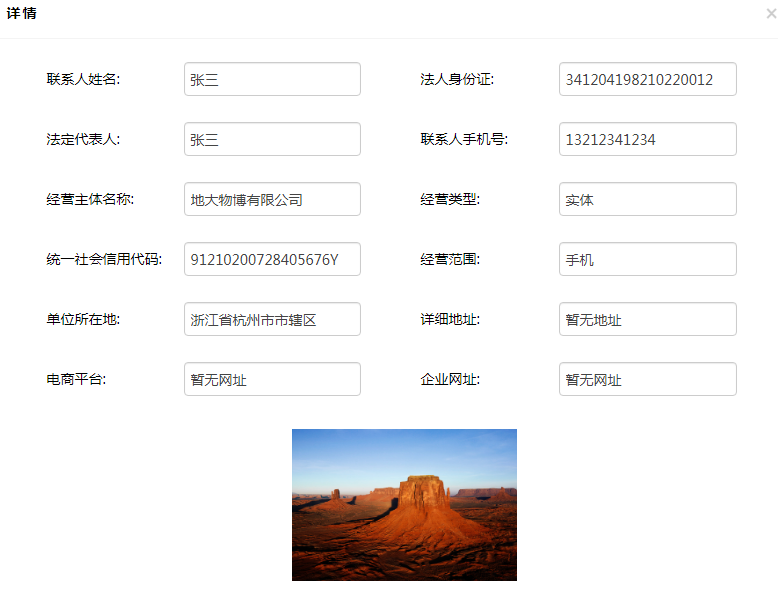 详情 ×
联系人姓名: 张三 法人身份证: 341204198210220012
法定代表人: 张三 联系人手机号: 13212341234
经营主体名称: 地大物博有限公司 经营类型: 实体
统一社会信用代码: 91210200728405676Y 经营范围: 手机
单位所在地: 浙江省杭州市市辖区 详细地址: 暂无地址
电商平台: 暂无网址 企业网址: 暂无网址